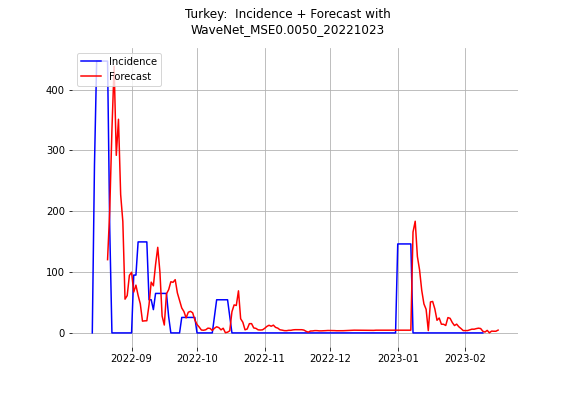 Turkey:  Incidence + Forecast with
WaveNet_MSE0.0050_20221023
Incidence
Forecast
400
300
200
100
0
2022-09
2022-10
2022-11
2022-12
2023-01
2023-02